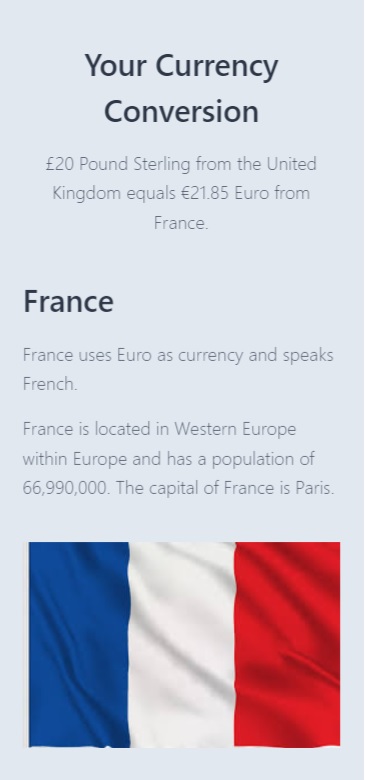 Your Currency
Conversion
£20 Pound Sterling from the United
Kingdom equals €21.85 Euro from
France.
France
France uses Euro as currency and speaks
French.
France is located in Western Europe
within Europe and has a population of
66,990,000. The capital of France is Paris.